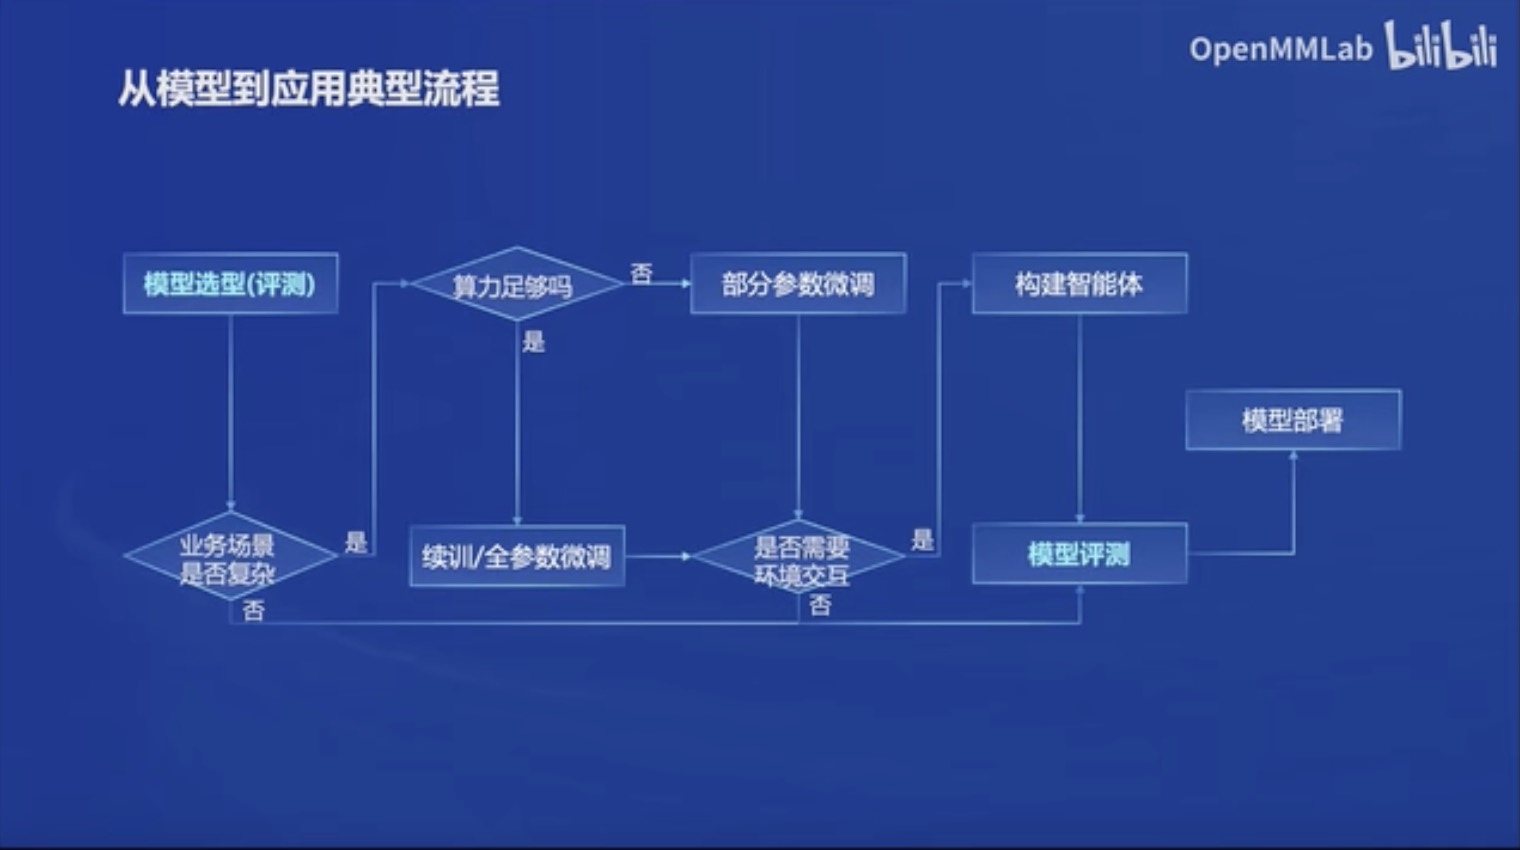 OpenMMLab bilibili
从模型到应用典型流程
模型选型(评测)
算力足够吗
否
部分参数微调
构建智能体
是
模型部署
业务场景
是否复杂
是
续训/全参数微调
是否需要
环境交互
是
模型评测
否
否